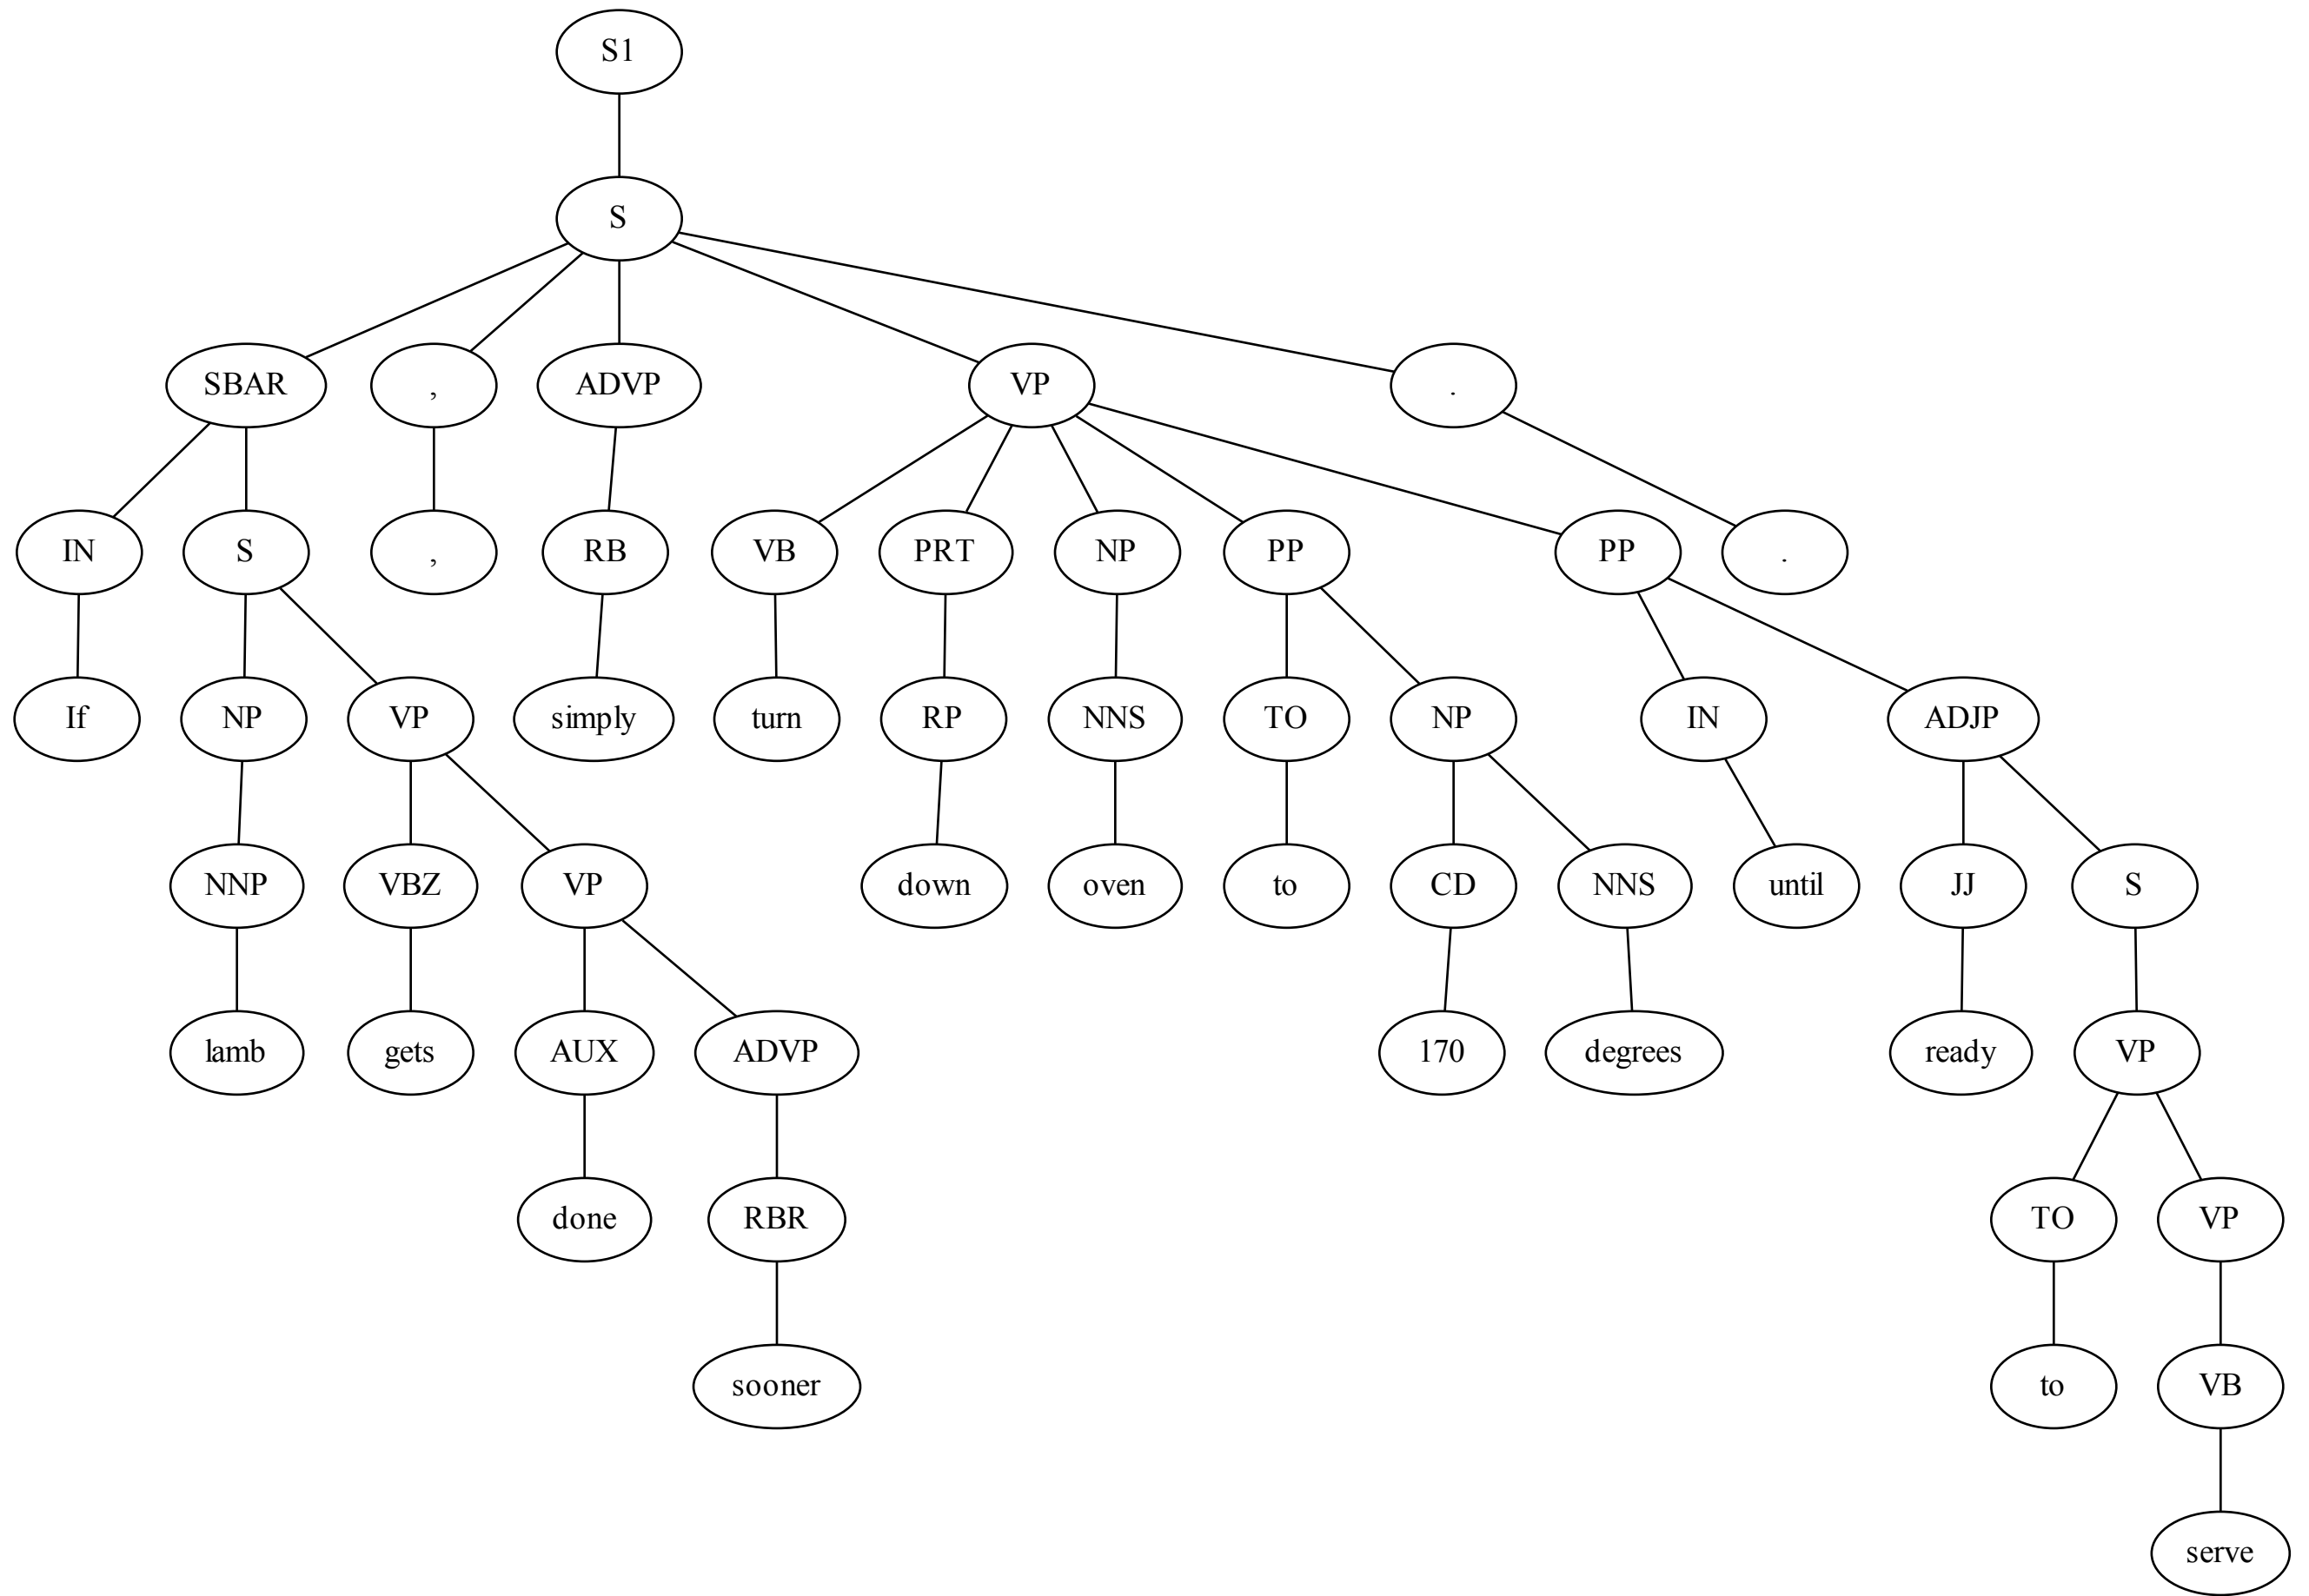 S1
S
SBAR , ADVP VP .
IN S , RB VB PRT NP PP PP .
If NP VP simply turn RP NNS TO NP IN ADJP
NNP VBZ VP down oven to CD NNS until JJ S
lamb gets AUX ADVP 170 degrees ready VP
done RBR TO VP
sooner to VB
serve